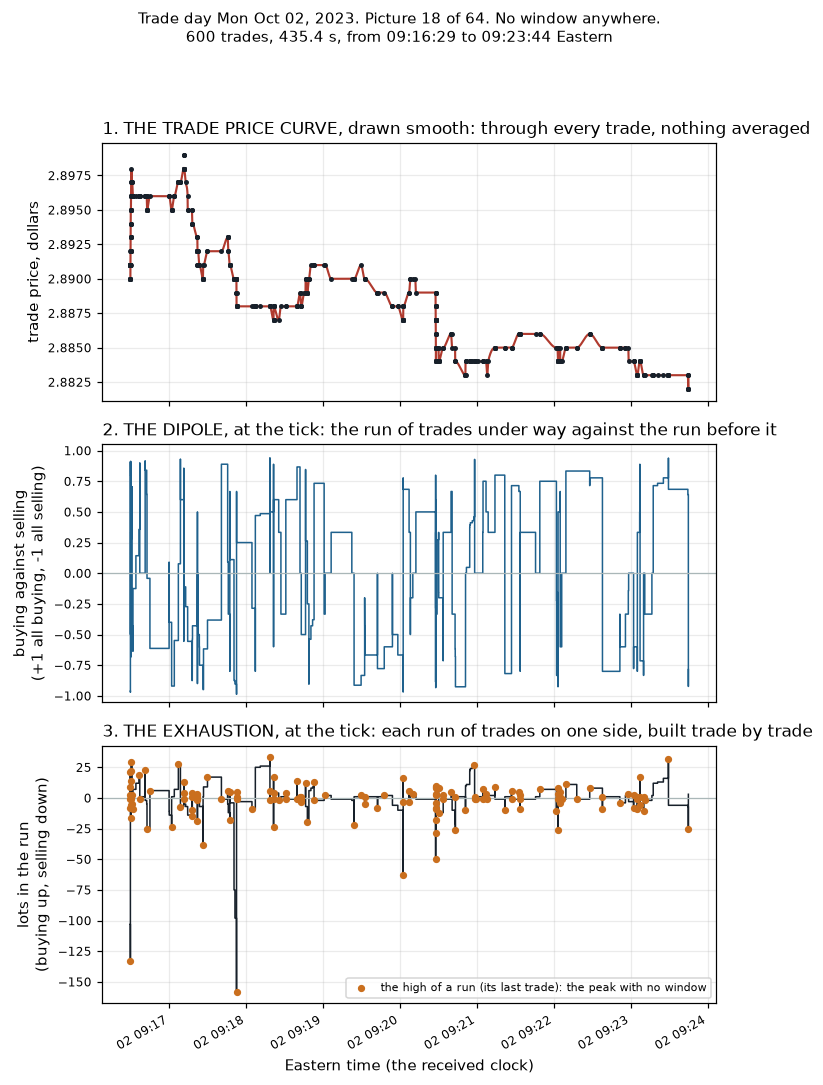 Trade day Mon Oct 02, 2023. Picture 18 of 64. No window anywhere.
600 trades, 435.4 s, from 09:16:29 to 09:23:44 Eastern
1. THE TRADE PRICE CURVE, drawn smooth: through every trade, nothing averaged
trade price, dollars
2.8975
2.8950
2.8925
2.8900
2.8875
2.8850
2.8825
2. THE DIPOLE, at the tick: the run of trades under way against the run before it
buying against selling
(+1 all buying, -1 all selling)
1.00
0.75
0.50
0.25
0.00
−0.25
−0.50
−0.75
−1.00
3. THE EXHAUSTION, at the tick: each run of trades on one side, built trade by trade
lots in the run
(buying up, selling down)
25
0
−25
−50
−75
−100
−125
−150
the high of a run (its last trade): the peak with no window
02 09:17
02 09:18
02 09:19
02 09:20
02 09:21
02 09:22
02 09:23
02 09:24
Eastern time (the received clock)